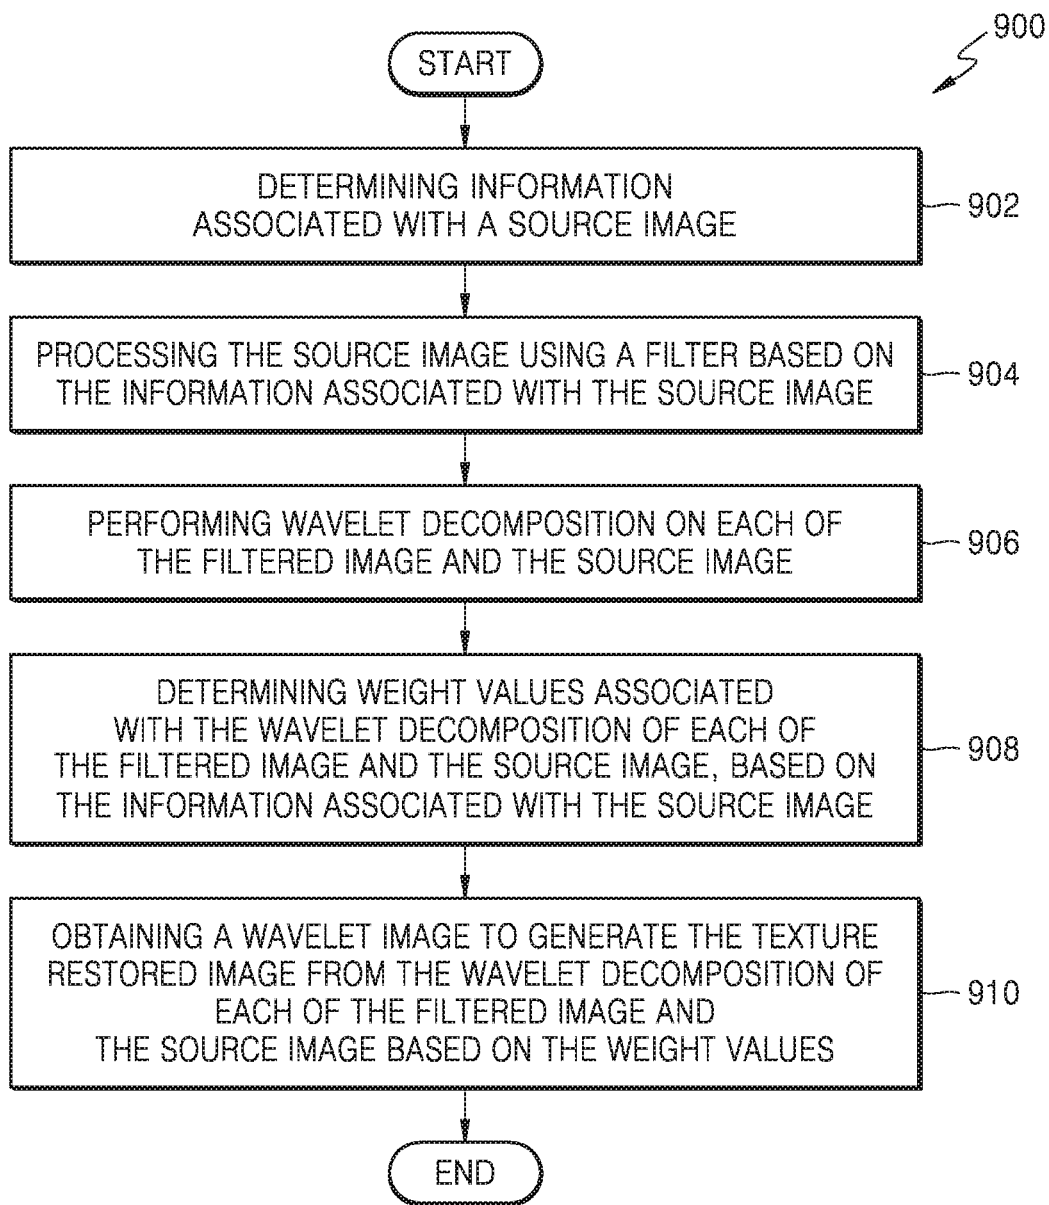 900
START
DETERMINING INFORMATION
ASSOCIATED WITH A SOURCE IMAGE
902
PROCESSING THE SOURCE IMAGE USING A FILTER BASED ON
THE INFORMATION ASSOCIATED WITH THE SOURCE IMAGE
904
PERFORMING WAVELET DECOMPOSITION ON EACH OF
THE FILTERED IMAGE AND THE SOURCE IMAGE
906
DETERMINING WEIGHT VALUES ASSOCIATED
WITH THE WAVELET DECOMPOSITION OF EACH OF
THE FILTERED IMAGE AND THE SOURCE IMAGE, BASED ON
THE INFORMATION ASSOCIATED WITH THE SOURCE IMAGE
908
OBTAINING A WAVELET IMAGE TO GENERATE THE TEXTURE
RESTORED IMAGE FROM THE WAVELET DECOMPOSITION OF
EACH OF THE FILTERED IMAGE AND
THE SOURCE IMAGE BASED ON THE WEIGHT VALUES
910
END